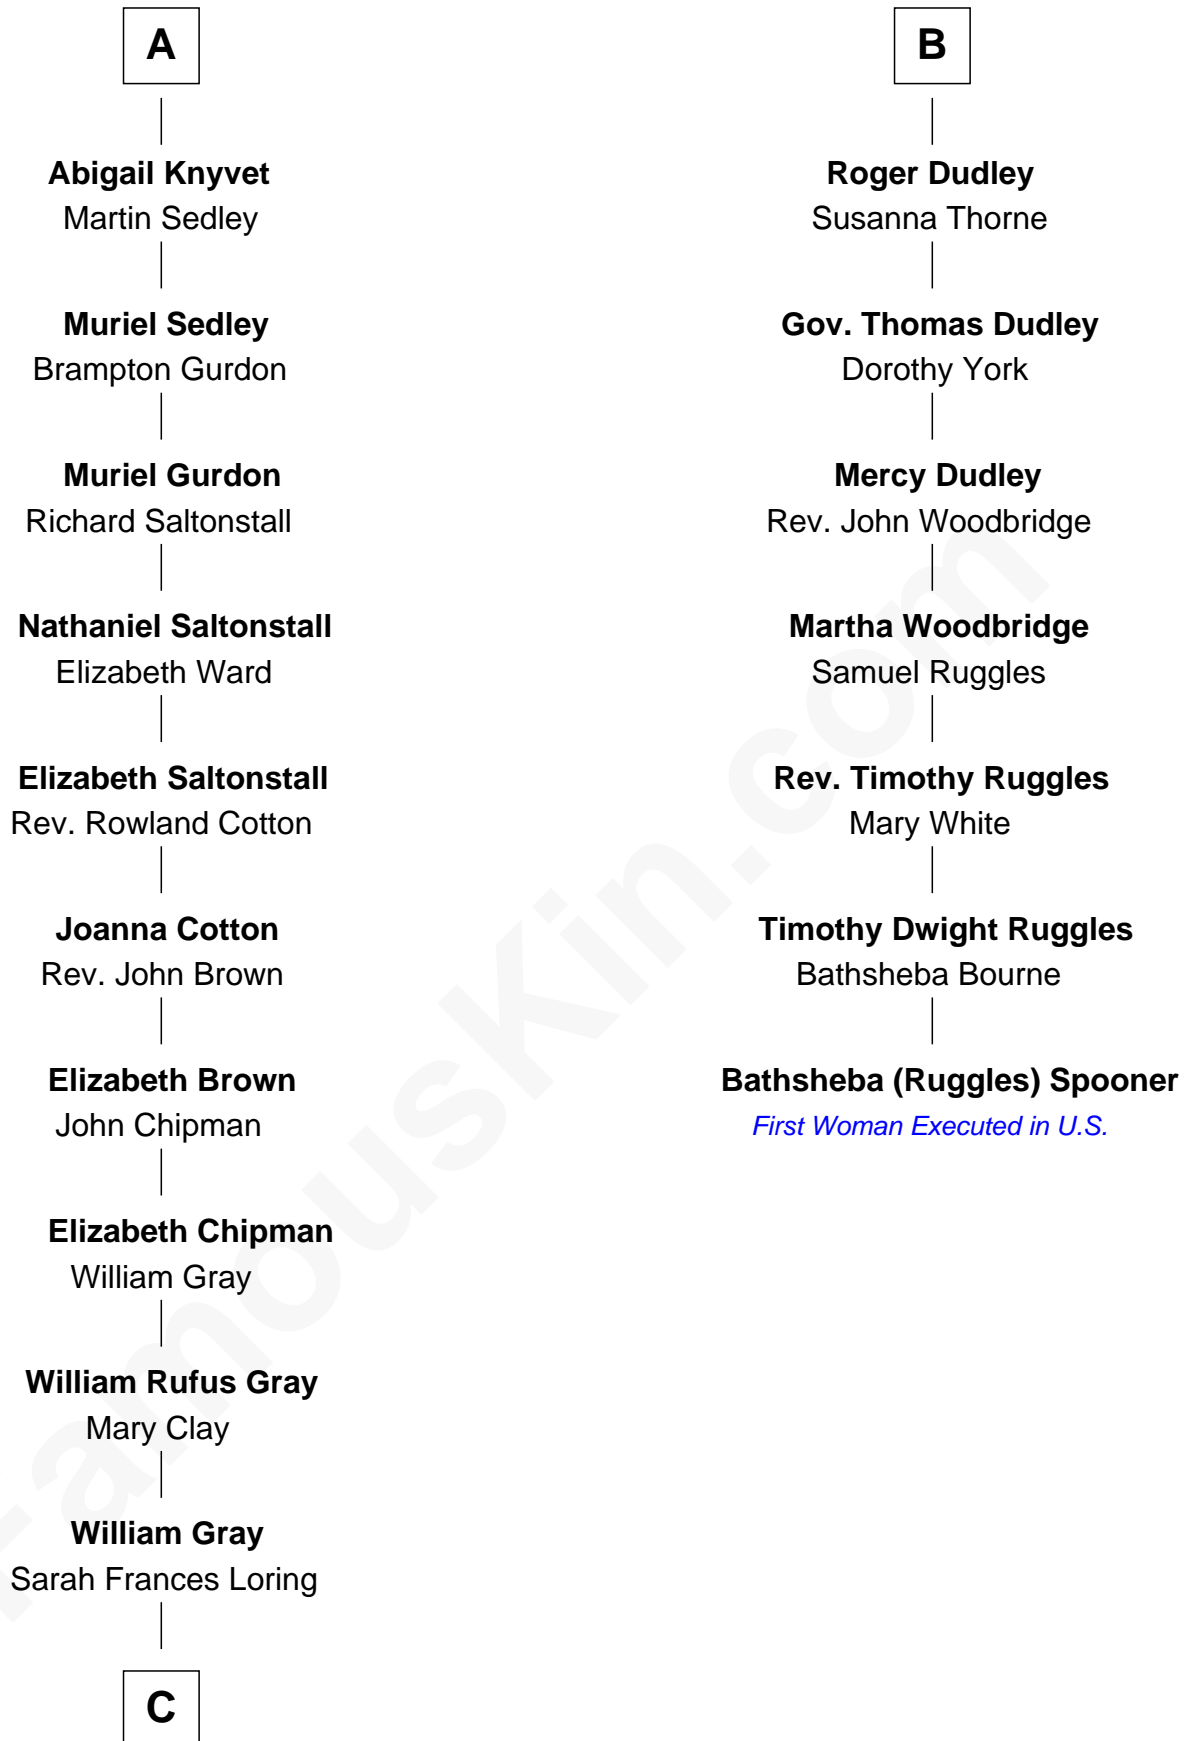 A
Abigail Knyvet
Martin Sedley
Muriel Sedley
Brampton Gurdon
Muriel Gurdon
Richard Saltonstall
Nathaniel Saltonstall
Elizabeth Ward
Elizabeth Saltonstall
Rev. Rowland Cotton
Joanna Cotton
Rev. John Brown
Elizabeth Brown
John Chipman
Elizabeth Chipman
William Gray
William Rufus Gray
Mary Clay
William Gray
Sarah Frances Loring
C
B
Roger Dudley
Susanna Thorne
Gov. Thomas Dudley
Dorothy York
Mercy Dudley
Rev. John Woodbridge
Martha Woodbridge
Samuel Ruggles
Rev. Timothy Ruggles
Mary White
Timothy Dwight Ruggles
Bathsheba Bourne
Bathsheba (Ruggles) Spooner
First Woman Executed in U.S.
FamousKin.com